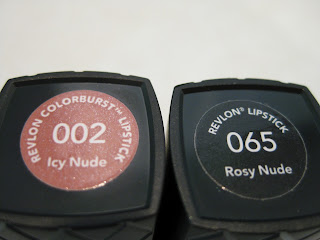 REVLON COLORBURST™ LIPSTICK
002
Icy Nude
REVLON® LIPSTICK
065
Rosy Nude